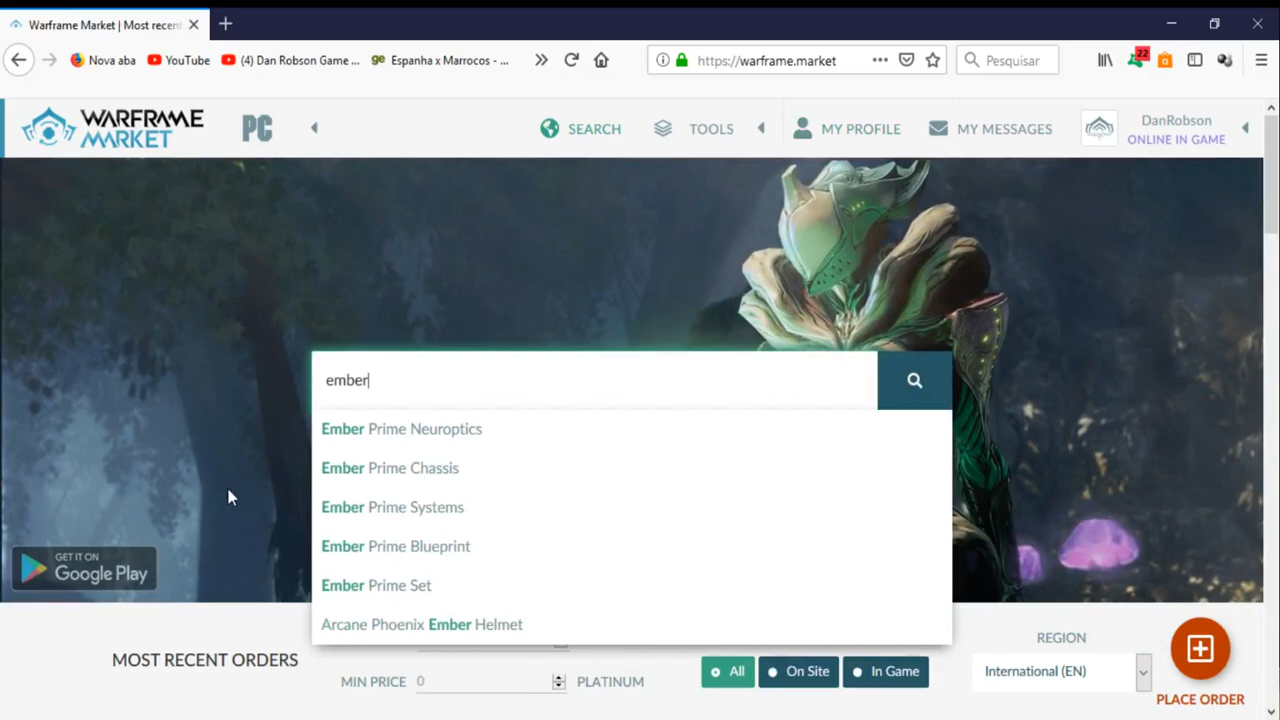 Warframe Market | Most recent
Nova aba
YouTube
(4) Dan Robson Game ...
ge Espanha x Marrocos - ...
https://warframe.market
Pesquisar
22
WARFRAME
MARKET
PC
SEARCH
TOOLS
MY PROFILE
MY MESSAGES
DanRobson
ONLINE IN GAME
ember
Ember Prime Neuroptics
Ember Prime Chassis
Ember Prime Systems
Ember Prime Blueprint
Ember Prime Set
Arcane Phoenix Ember Helmet
GET IT ON
Google Play
MOST RECENT ORDERS
MIN PRICE 0 PLATINUM
All
On Site
In Game
REGION
International (EN)
PLACE ORDER